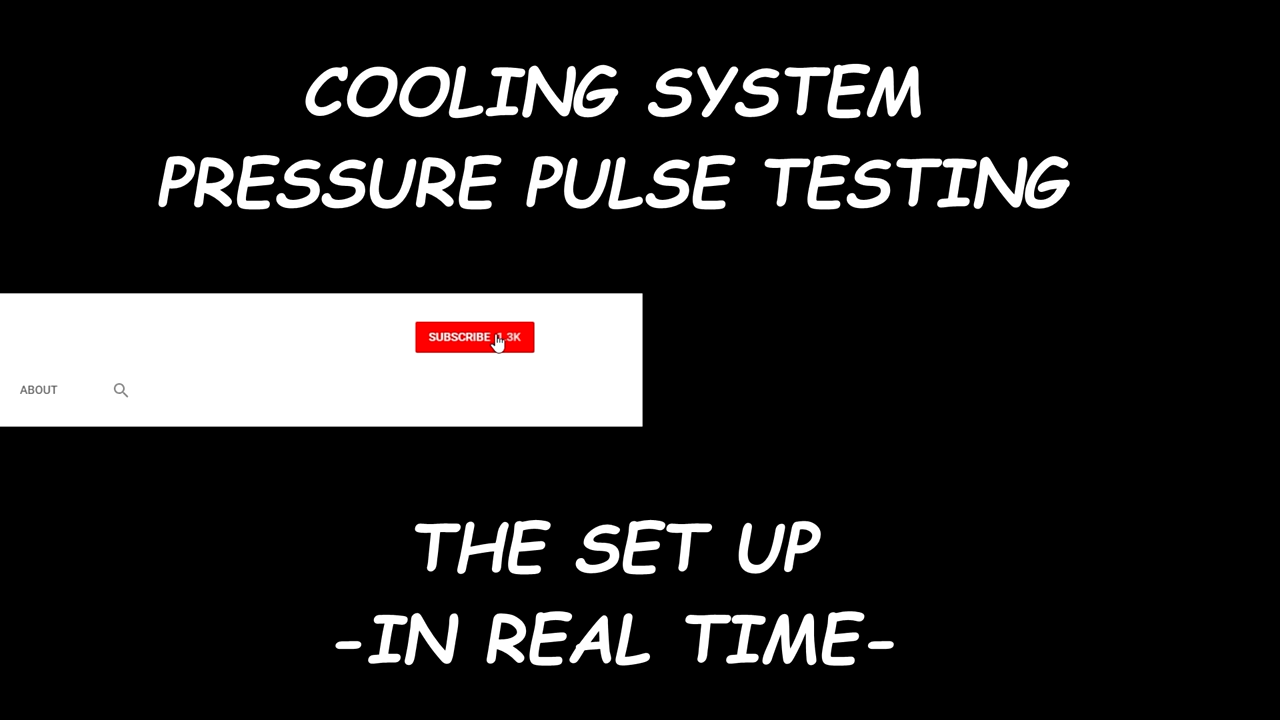 COOLING SYSTEM
PRESSURE PULSE TESTING
SUBSCRIBE
ABOUT
THE SET UP
-IN REAL TIME-